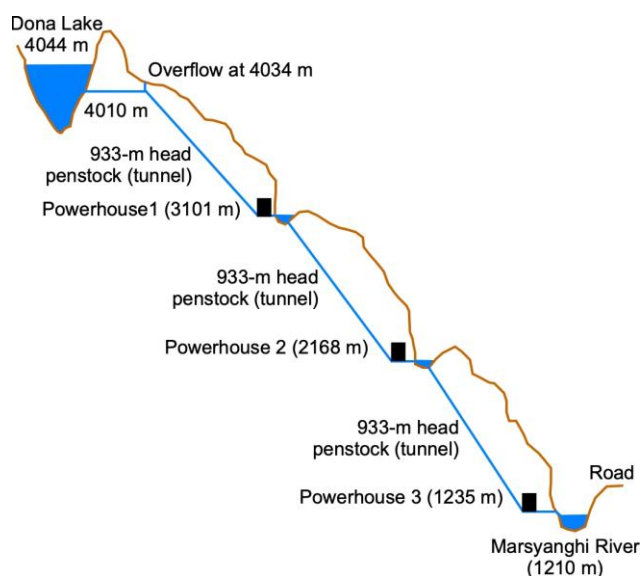 Dona Lake
4044 m
Overflow at 4034 m
4010 m
933-m head
penstock (tunnel)
Powerhouse1 (3101 m)
933-m head
penstock (tunnel)
Powerhouse 2 (2168 m)
933-m head
penstock (tunnel)
Road
Powerhouse 3 (1235 m)
Marsyanghi River
(1210 m)